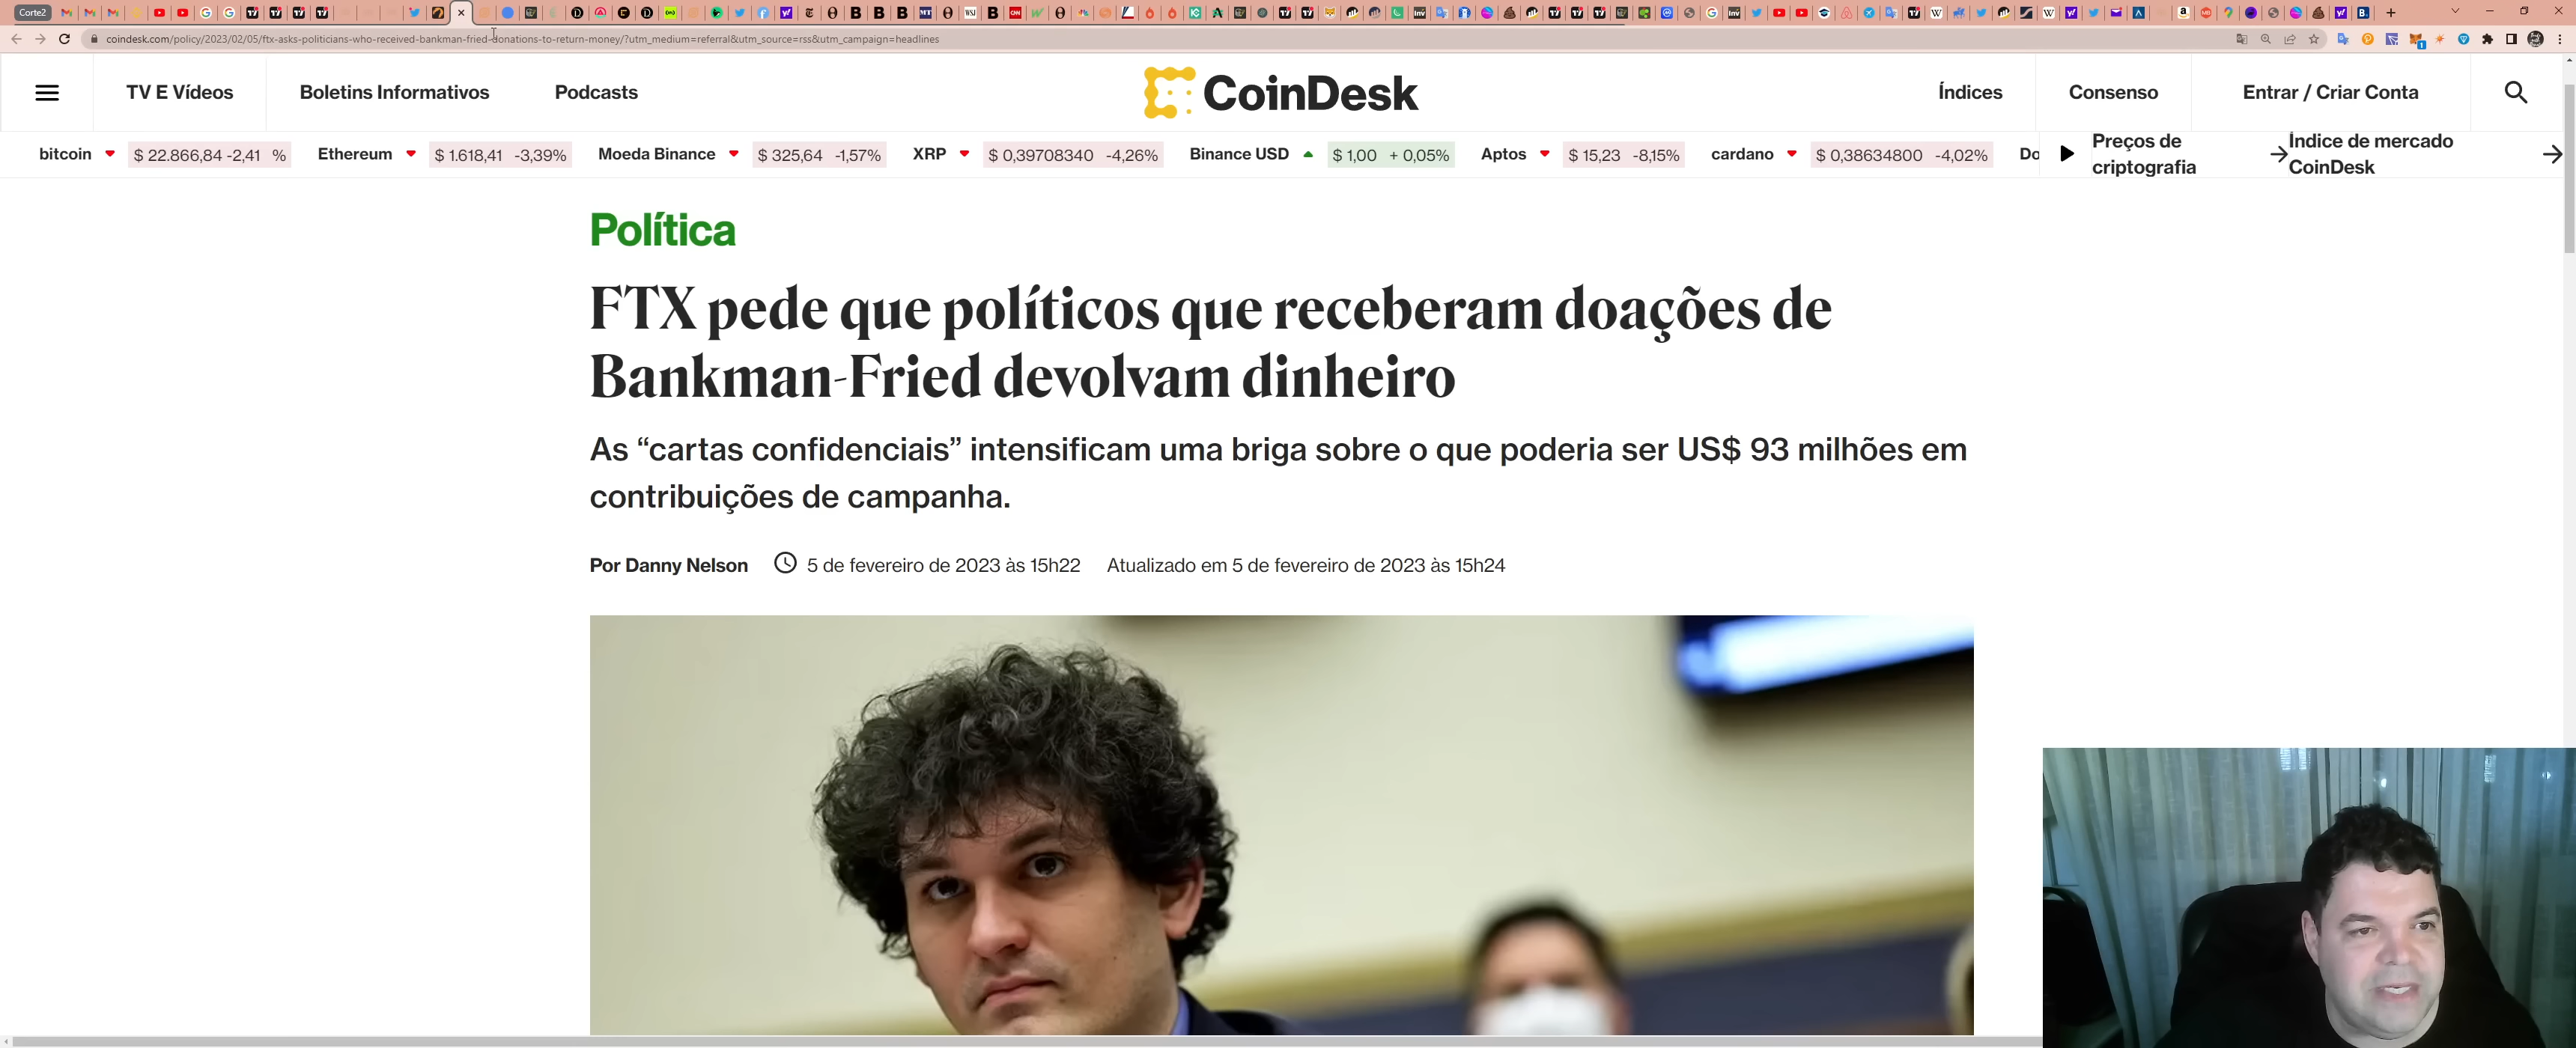 Corte2
coindesk.com/policy/2023/02/05/ftx-asks-politicians-who-received-bankman-fried-donations-to-return-money/?utm_medium=referral&utm_source=rss&utm_campaign=headlines
TV E Vídeos
Boletins Informativos
Podcasts
CoinDesk
Índices
Consenso
Entrar / Criar Conta
bitcoin $ 22.866,84 -2,41 % Ethereum $ 1.618,41 -3,39% Moeda Binance $ 325,64 -1,57% XRP $ 0,39708340 -4,26% Binance USD $ 1,00 + 0,05% Aptos $ 15,23 -8,15% cardano $ 0,38634800 -4,02% Do
Preços de
criptografia
Índice de mercado
CoinDesk
Política
FTX pede que políticos que receberam doações de
Bankman-Fried devolvam dinheiro
As “cartas confidenciais” intensificam uma briga sobre o que poderia ser US$ 93 milhões em
contribuições de campanha.
Por Danny Nelson 5 de fevereiro de 2023 às 15h22 Atualizado em 5 de fevereiro de 2023 às 15h24